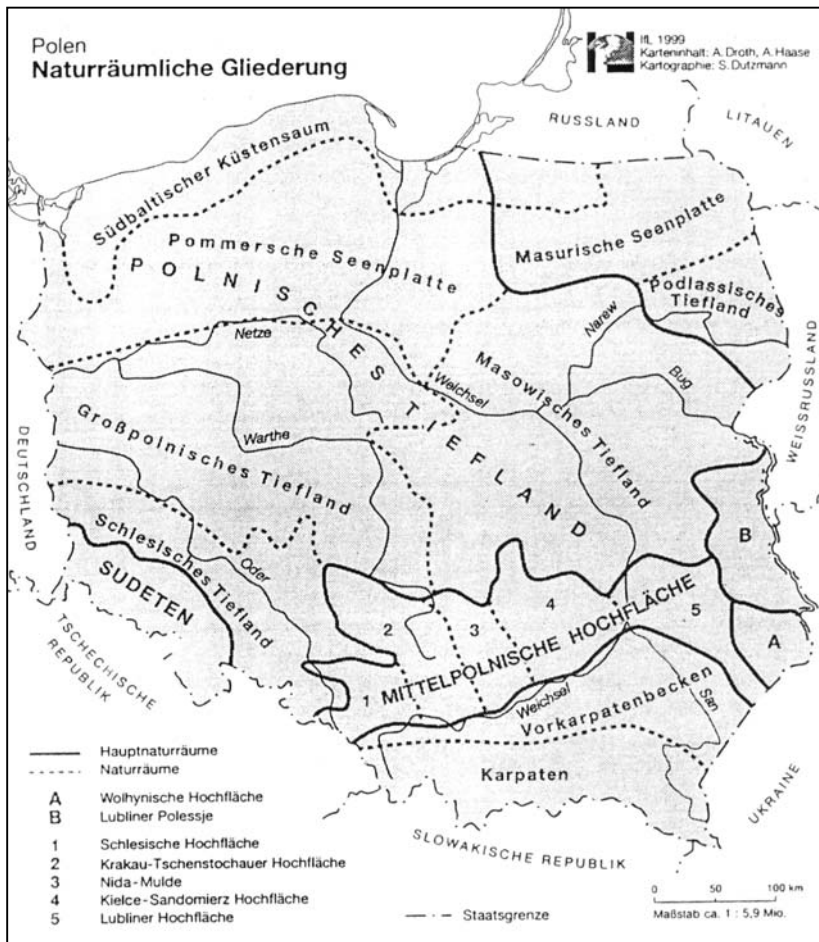 Polen
Naturräumliche Gliederung
IfL 1999
Karteninhalt: A. Droth, A. Haase
Kartographie: S. Dutzmann
RUSSLAND
LITAUEN
Südbaltischer Küstensaum
Pommersche Seenplatte
Masurische Seenplatte
POLNISCHES TIEFLAND
Podlassisches
Tiefland
Netze
Narew
Weichsel
Masowisches Tiefland
Bug
WEISSRUSSLAND
Großpolnisches Tiefland
Warthe
DEUTSCHLAND
Schlesisches Tiefland
Oder
SUDETEN
B
4
5
2
3
A
MITTELPOLNISCHE HOCHFLÄCHE
1
TSCHECHISCHE
REPUBLIK
Weichsel
San
Vorkarpatenbecken
Karpaten
UKRAINE
SLOWAKISCHE REPUBLIK
Hauptnaturräume
Naturräume
A Wolhynische Hochfläche
B Lubliner Polessje
1 Schlesische Hochfläche
2 Krakau-Tschenstochauer Hochfläche
3 Nida-Mulde
4 Kielce-Sandomierz Hochfläche
5 Lubliner Hochfläche
Staatsgrenze
0 50 100 km
Maßstab ca. 1 : 5,9 Mio.